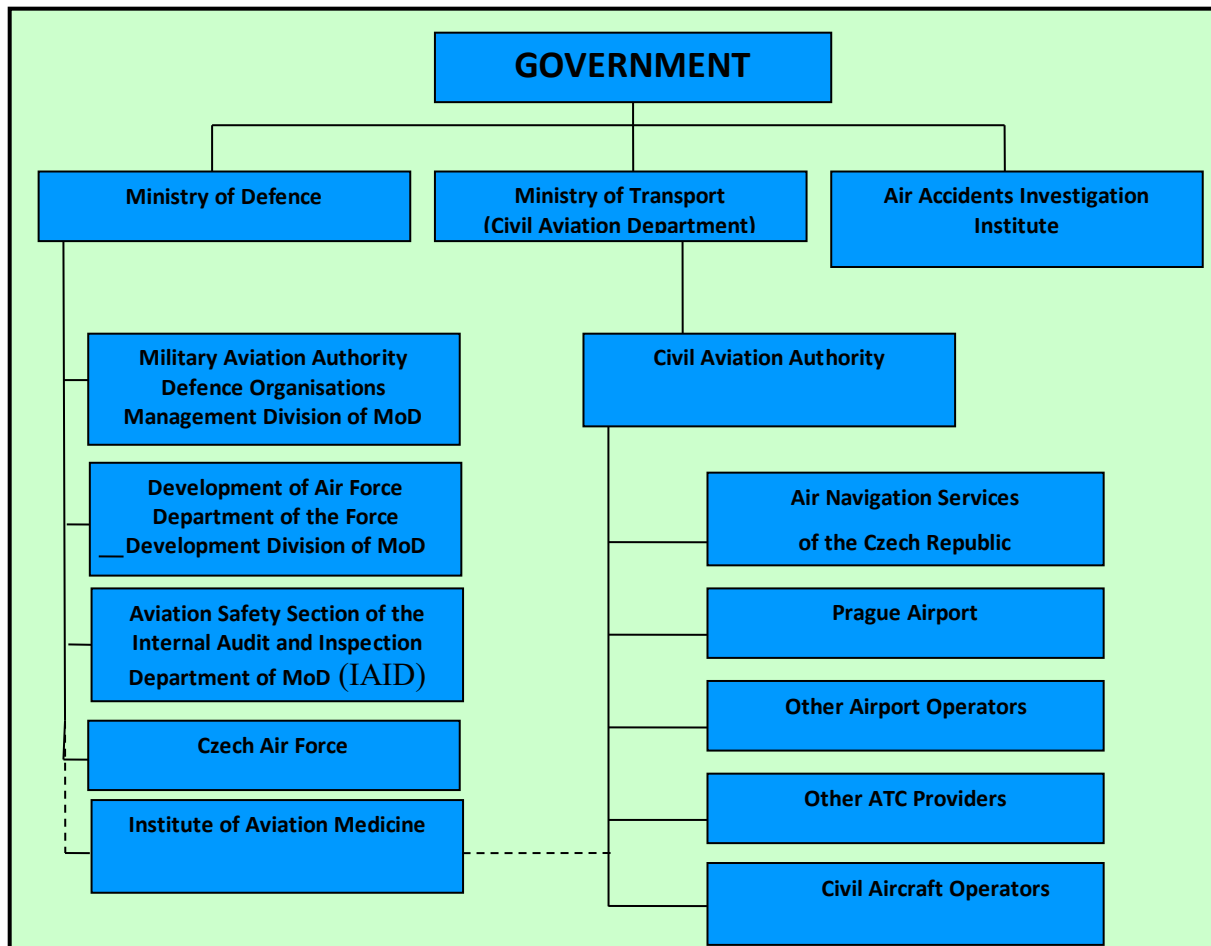 GOVERNMENT
Ministry of Defence
Ministry of Transport
(Civil Aviation Department)
Air Accidents Investigation
Institute
Military Aviation Authority
Defence Organisations
Management Division of MoD
Civil Aviation Authority
Development of Air Force
Department of the Force
__Development Division of MoD
Air Navigation Services
of the Czech Republic
Aviation Safety Section of the
Internal Audit and Inspection
Department of MoD (IAID)
Prague Airport
Other Airport Operators
Czech Air Force
Other ATC Providers
Institute of Aviation Medicine
Civil Aircraft Operators